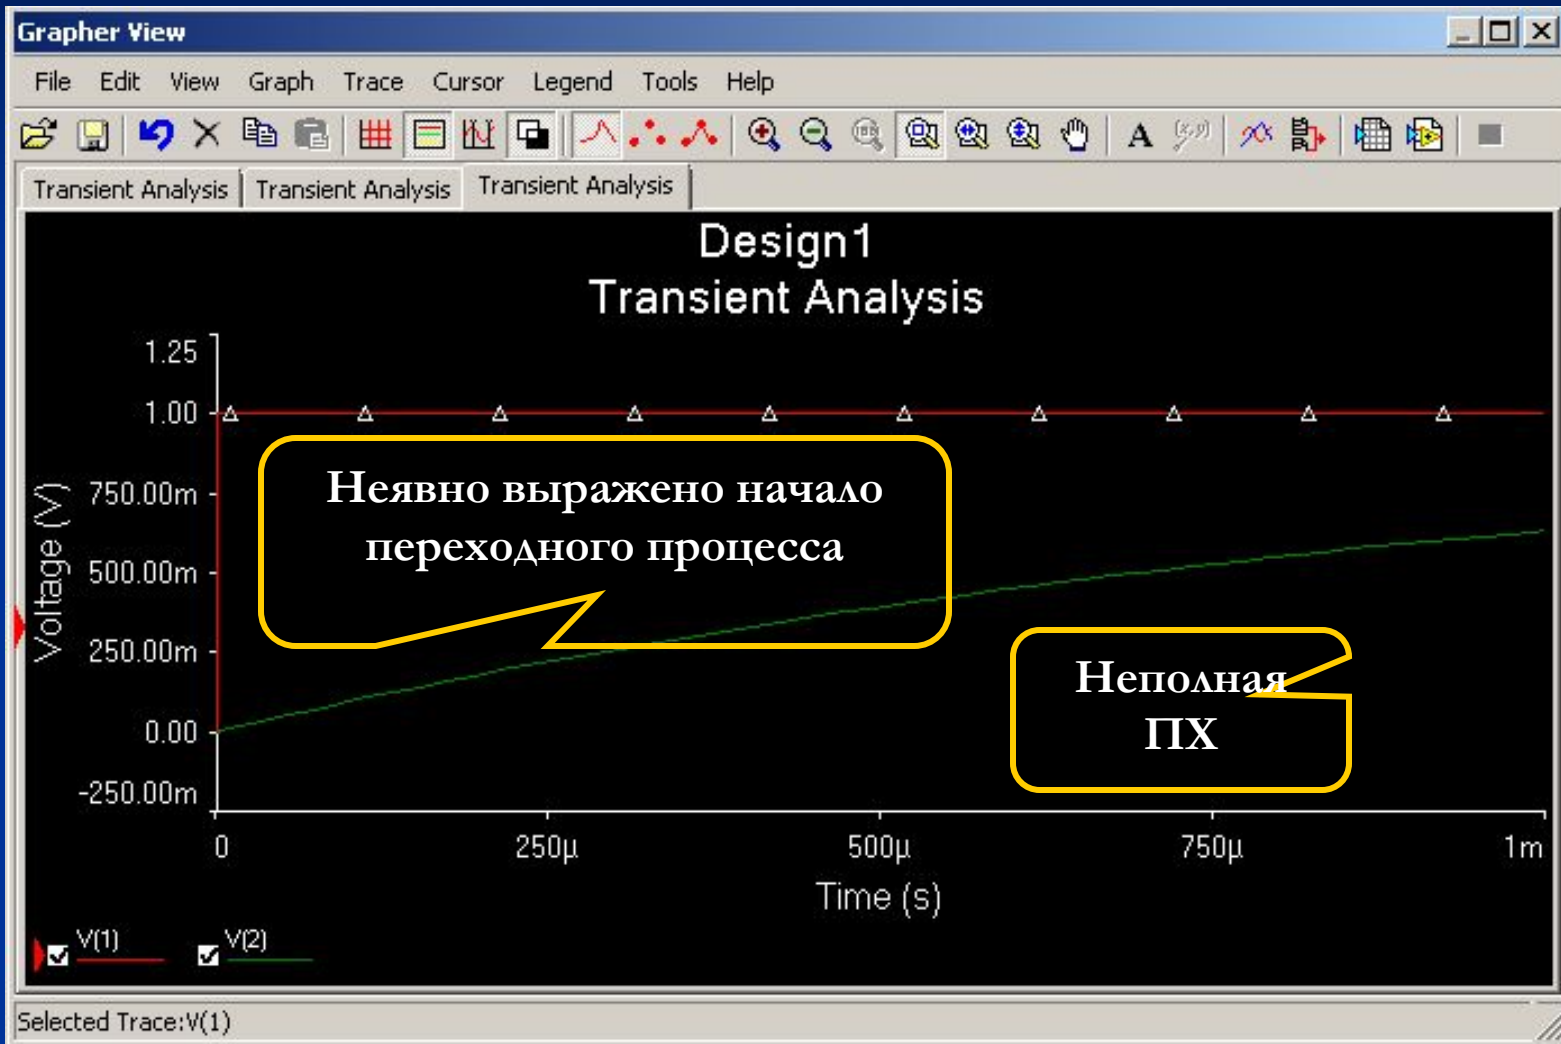 Grapher View
File Edit View Graph Trace Cursor Legend Tools Help
Transient Analysis Transient Analysis Transient Analysis
Design1
Transient Analysis
1.25
1.00
750.00m
500.00m
250.00m
0.00
-250.00m
Voltage (V)
Неявно выражено начало
переходного процесса
Неполная
ПХ
0 250µ 500µ 750µ 1m
Time (s)
V(1) V(2)
Selected Trace:V(1)